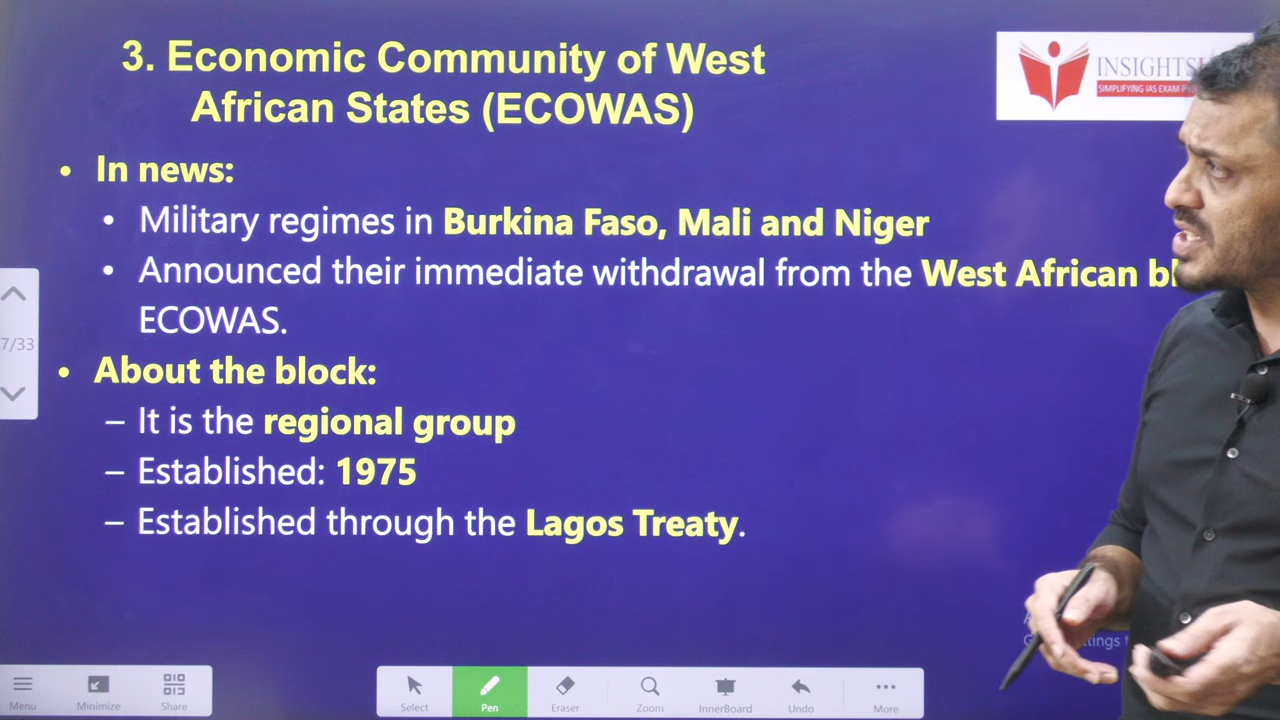 3. Economic Community of West
African States (ECOWAS)
INSIGHTS
SIMPLIFYING IAS EXAM
• In news:
• Military regimes in Burkina Faso, Mali and Niger
• Announced their immediate withdrawal from the West African
ECOWAS.
7/33
• About the block:
– It is the regional group
– Established: 1975
– Established through the Lagos Treaty.
Menu
Minimize
Share
Select
Pen
Eraser
Zoom
InnerBoard
Undo
More